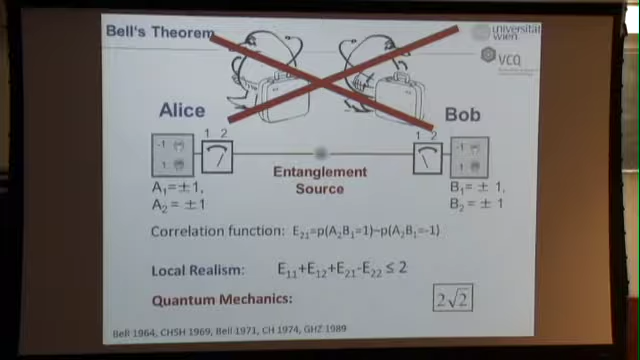 Bell's Theorem
universität
wien
VCQ
Alice
Bob
1 2
1 2
-1
1
-1
1
Entanglement
Source
A₁=±1,
A₂= ±1
B₁= ± 1,
B₂= ± 1
Correlation function: E₂₁=p(A₂B₁=1)−p(A₂B₁=-1)
Local Realism: E₁₁+E₁₂+E₂₁-E₂₂ ≤ 2
Quantum Mechanics: 2√2
Bell 1964, CHSH 1969, Bell 1971, CH 1974, GHZ 1989